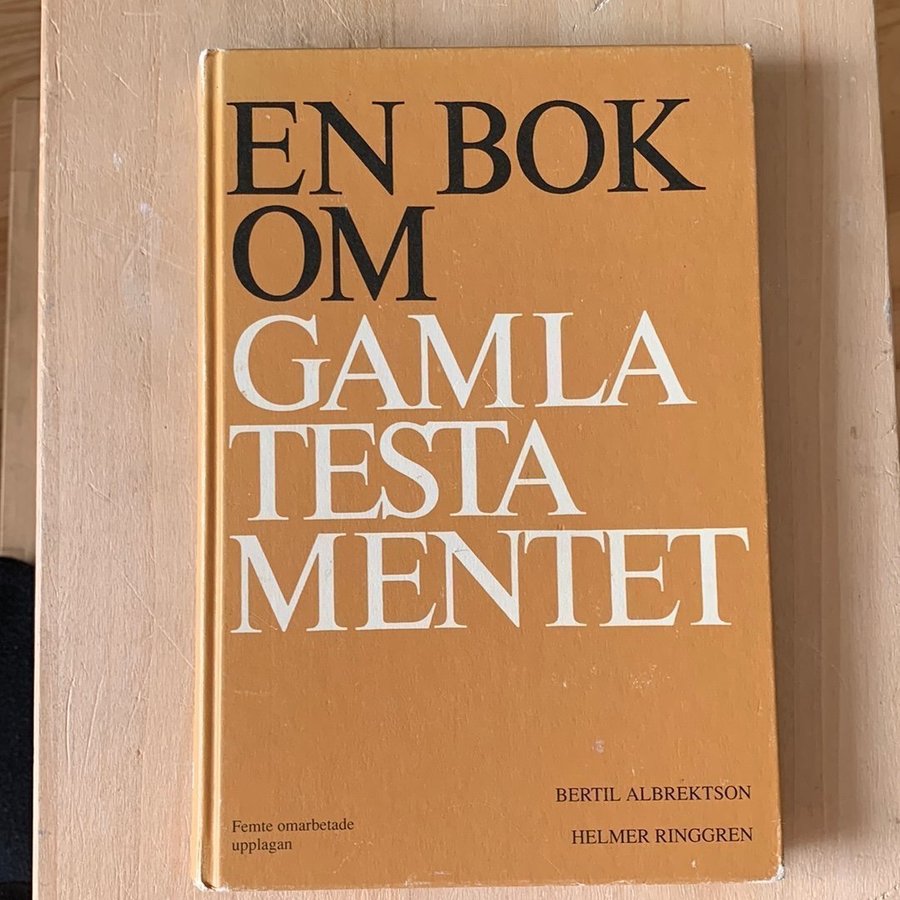 EN BOK
OM
GAMLA
TESTA
MENTET
BERTIL ALBREKTSON
HELMER RINGGREN
Femte omarbetade
upplagan